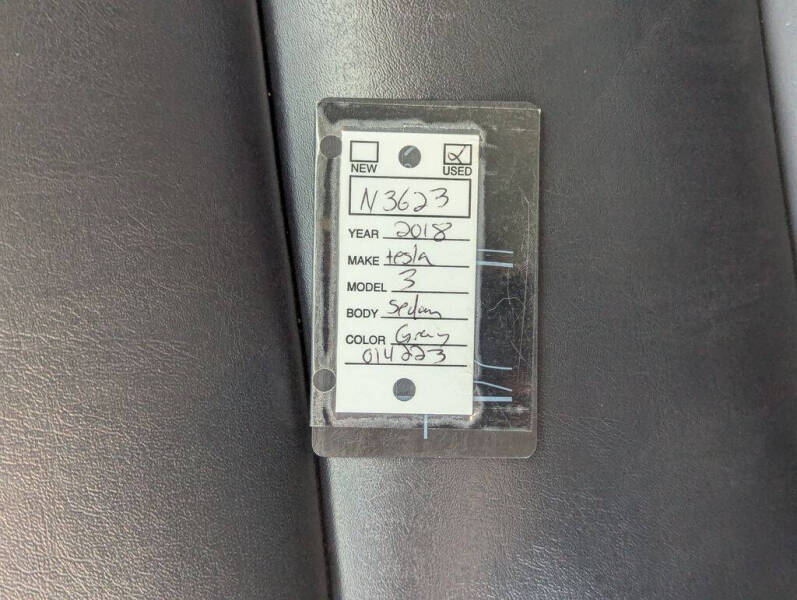 NEW USED
N3623
YEAR 2018
MAKE tesla
MODEL 3
BODY Sedan
COLOR Gray
014223